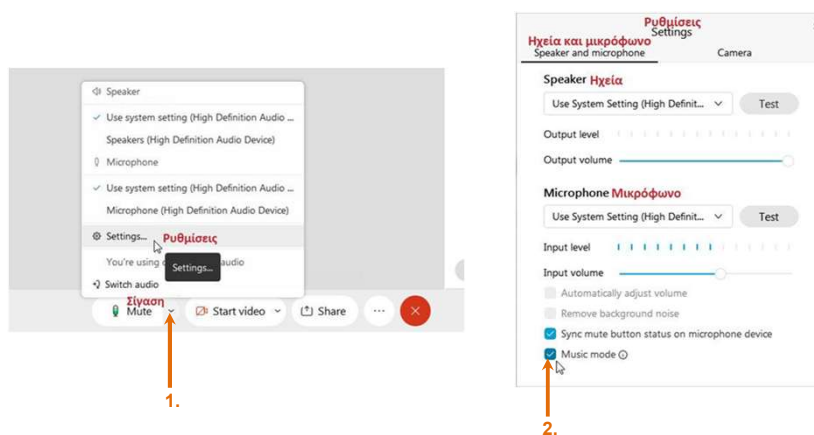 Speaker
Use system setting (High Definition Audio ...
Speakers (High Definition Audio Device)
Microphone
Use system setting (High Definition Audio ...
Microphone (High Definition Audio Device)
Settings... Ρυθμίσεις
You're using audio
Settings...
Switch audio
Σίγαση
Mute Start video Share ...
1.
Ρυθμίσεις
Settings
Ηχεία και μικρόφωνο
Speaker and microphone Camera
Speaker Ηχεία
Use System Setting (High Definit... Test
Output level
Output volume
Microphone Μικρόφωνο
Use System Setting (High Definit... Test
Input level
Input volume
Automatically adjust volume
Remove background noise
Sync mute button status on microphone device
Music mode
2.